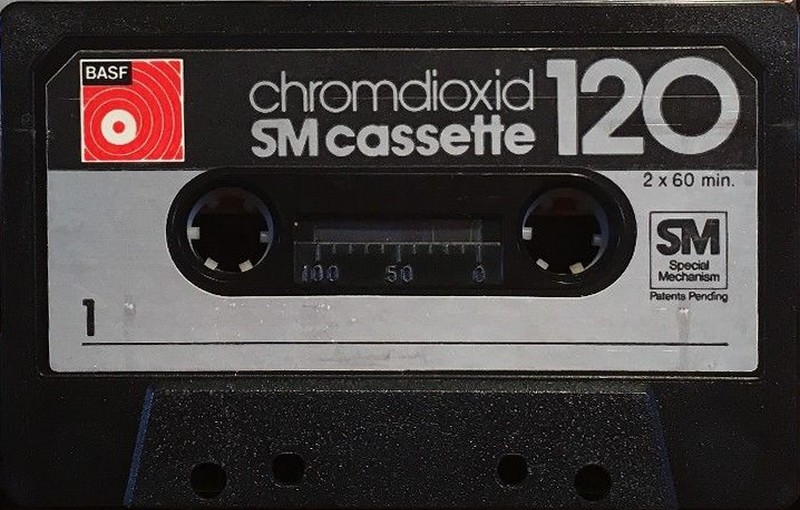 BASF
chromdioxid 120
SM cassette
2 x 60 min.
SM
Special
Mechanism
Patents Pending
100 50 0
1